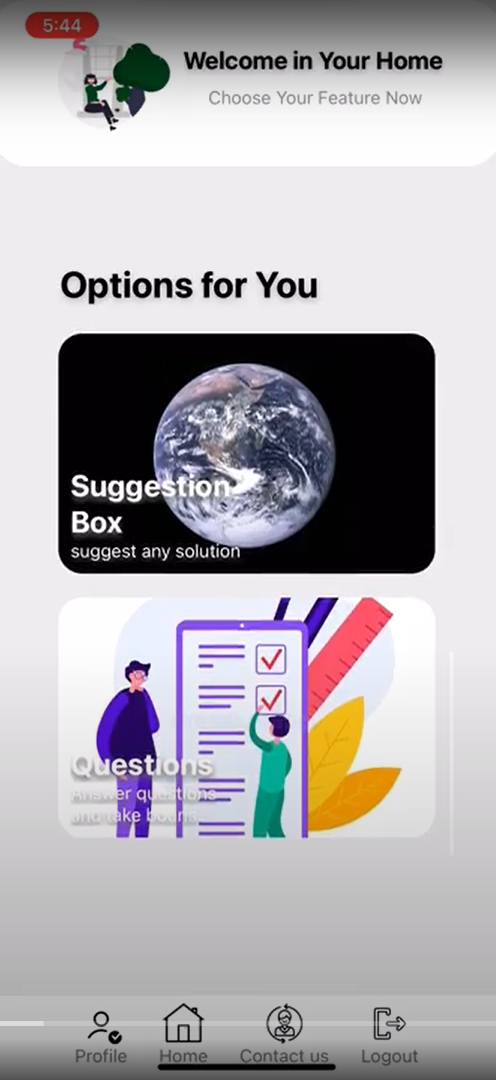 5:44
Welcome in Your Home
Choose Your Feature Now
Options for You
Suggestion
Box
suggest any solution
Questions
Answer questions
and take
Profile
Home
Contact us
Logout